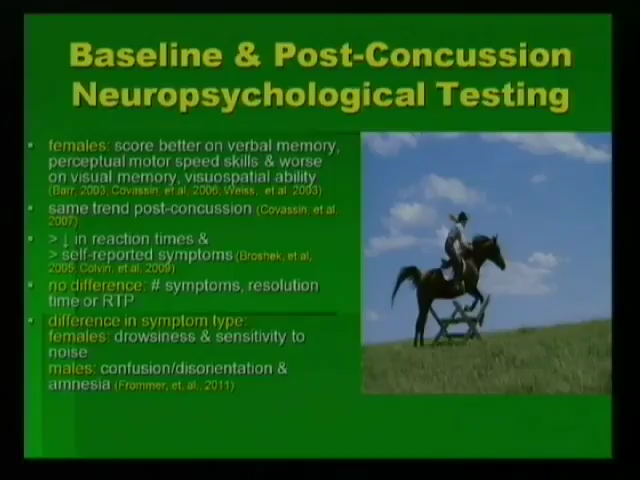 Baseline & Post-Concussion
Neuropsychological Testing
• females: score better on verbal memory,
perceptual motor speed skills & worse
on visual memory, visuospatial ability
(Barr, 2003, Covassin, et al, 2006, Weiss, et al. 2003)
• same trend post-concussion (Covassin, et al.
2007)
• > ↓ in reaction times &
> self-reported symptoms (Broshek, et al,
2005, Colvin, et al, 2009)
• no difference: # symptoms, resolution
time or RTP
• difference in symptom type:
females: drowsiness & sensitivity to
noise
males: confusion/disorientation &
amnesia (Frommer, et, al., 2011)